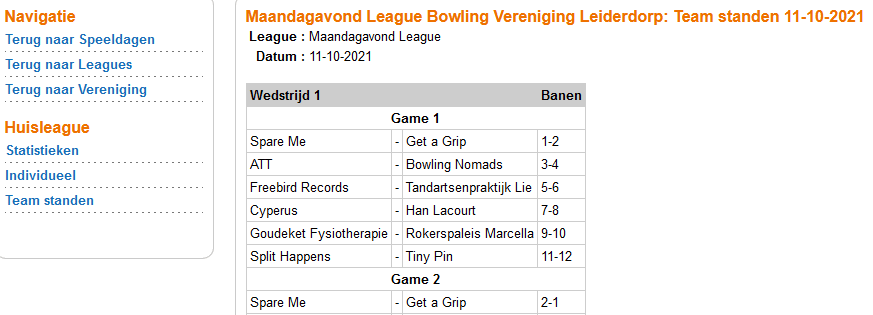 Navigatie
Terug naar Speeldagen
Terug naar Leagues
Terug naar Vereniging
Huisleague
Statistieken
Individueel
Team standen
Maandagavond League Bowling Vereniging Leiderdorp: Team standen 11-10-2021
League : Maandagavond League
Datum : 11-10-2021
Wedstrijd 1 Banen
Game 1
Spare Me - Get a Grip 1-2
ATT - Bowling Nomads 3-4
Freebird Records - Tandartsenpraktijk Lie 5-6
Cyperus - Han Lacourt 7-8
Goudeket Fysiotherapie - Rokerspaleis Marcella 9-10
Split Happens - Tiny Pin 11-12
Game 2
Spare Me - Get a Grip 2-1